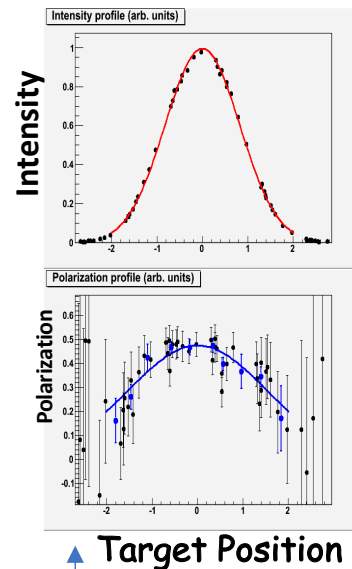 Intensity profile (arb. units)
Intensity
1
0.8
0.6
0.4
0.2
0
-2 -1 0 1 2
Polarization profile (arb. units)
Polarization
0.6
0.5
0.4
0.3
0.2
0.1
0
-0.1
-2 -1 0 1 2
Target Position